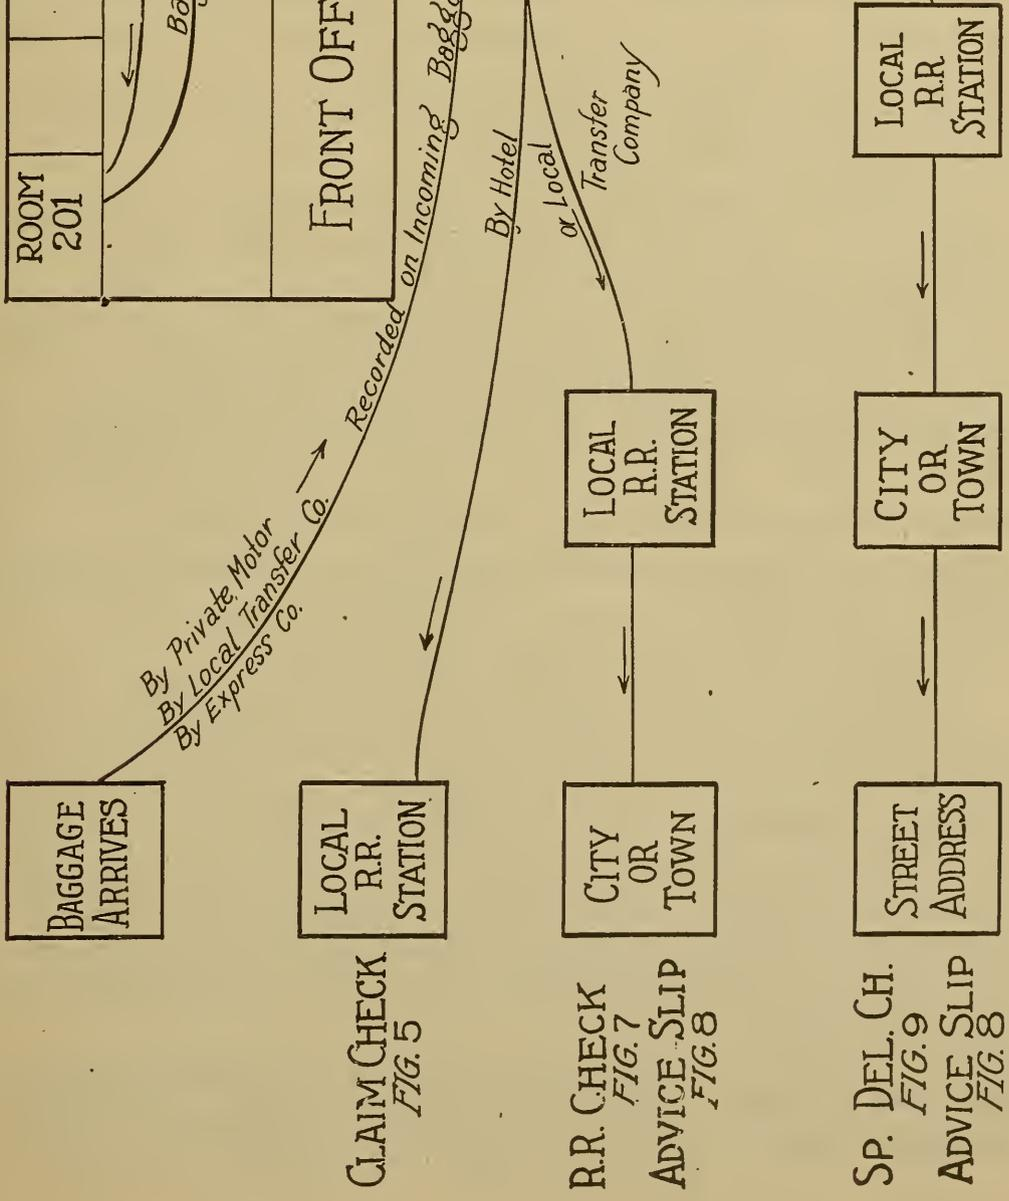 BAGGAGE
ARRIVES
By Private Motor
By Local Transfer Co.
By Express Co.
ROOM
201
Ba
Recorded on Incoming Bagga
FRONT OFF
CLAIM CHECK
FIG. 5
LOCAL
R.R.
STATION
By Hotel
or Local
Transfer
Company
R.R. CHECK
FIG. 7
ADVICE SLIP
FIG. 8
CITY
OR
TOWN
LOCAL
R.R.
STATION
SP. DEL. CH.
FIG. 9
ADVICE SLIP
FIG. 8
STREET
ADDRESS
CITY
OR
TOWN
LOCAL
R.R
STATION